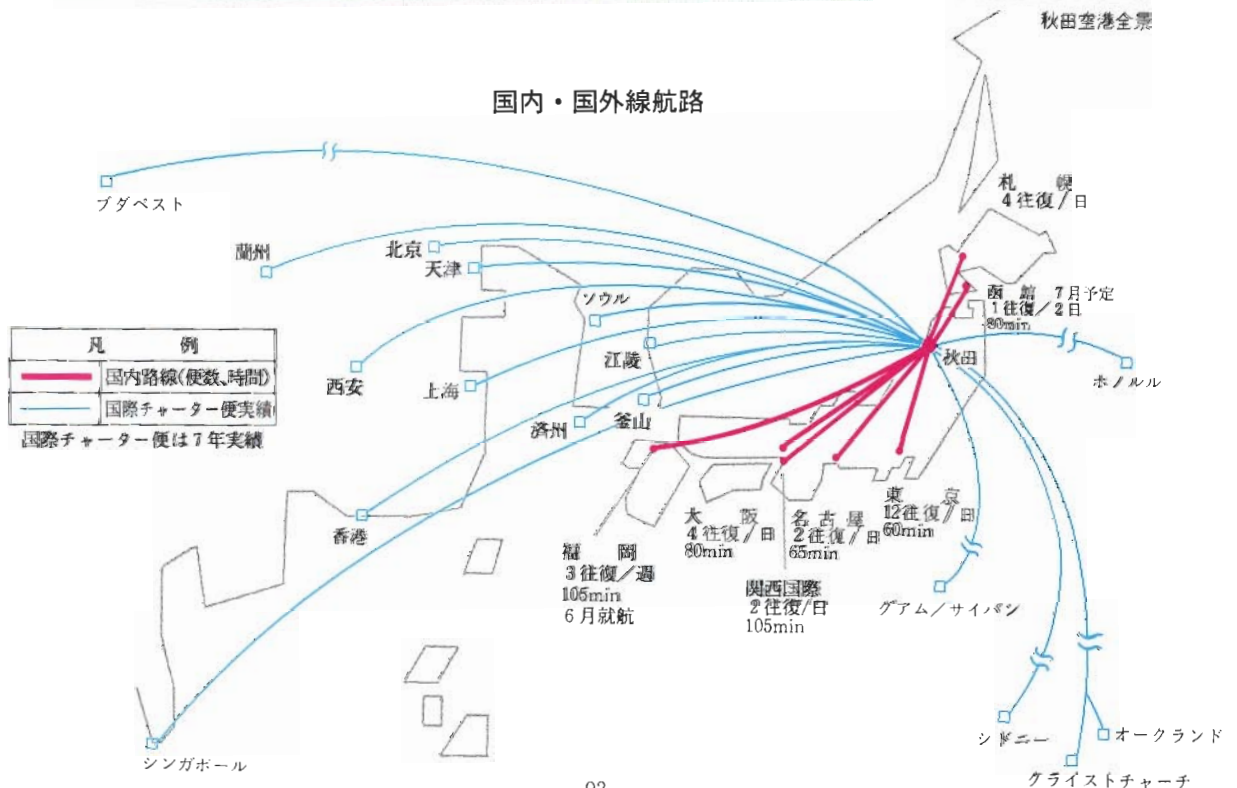 秋田空港全景
国内・国外線航路
ブダペスト
蘭州
北京
天津
ソウル
江陵
西安
上海
済州
釜山
香港
シンガポール
札幌
4往復/日
函館 7月予定
1往復/2日
80min
秋田
ホノルル
東京
12往復/日
60min
名古屋
2往復/日
65min
大阪
4往復/日
80min
関西国際
2往復/日
105min
福岡
3往復/週
105min
6月就航
グアム/サイパン
シドニー
オークランド
クライストチャーチ
凡例
国内路線(便数、時間)
国際チャーター便実績
国際チャーター便は7年実績